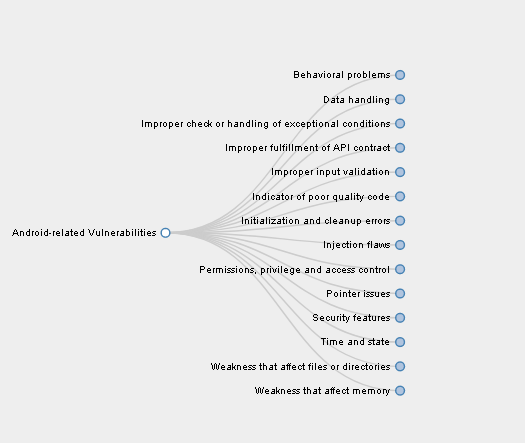 Behavioral problems
Data handling
Improper check or handling of exceptional conditions
Improper fulfillment of API contract
Improper input validation
Indicator of poor quality code
Initialization and cleanup errors
Android-related Vulnerabilities
Injection flaws
Permissions, privilege and access control
Pointer issues
Security features
Time and state
Weakness that affect files or directories
Weakness that affect memory